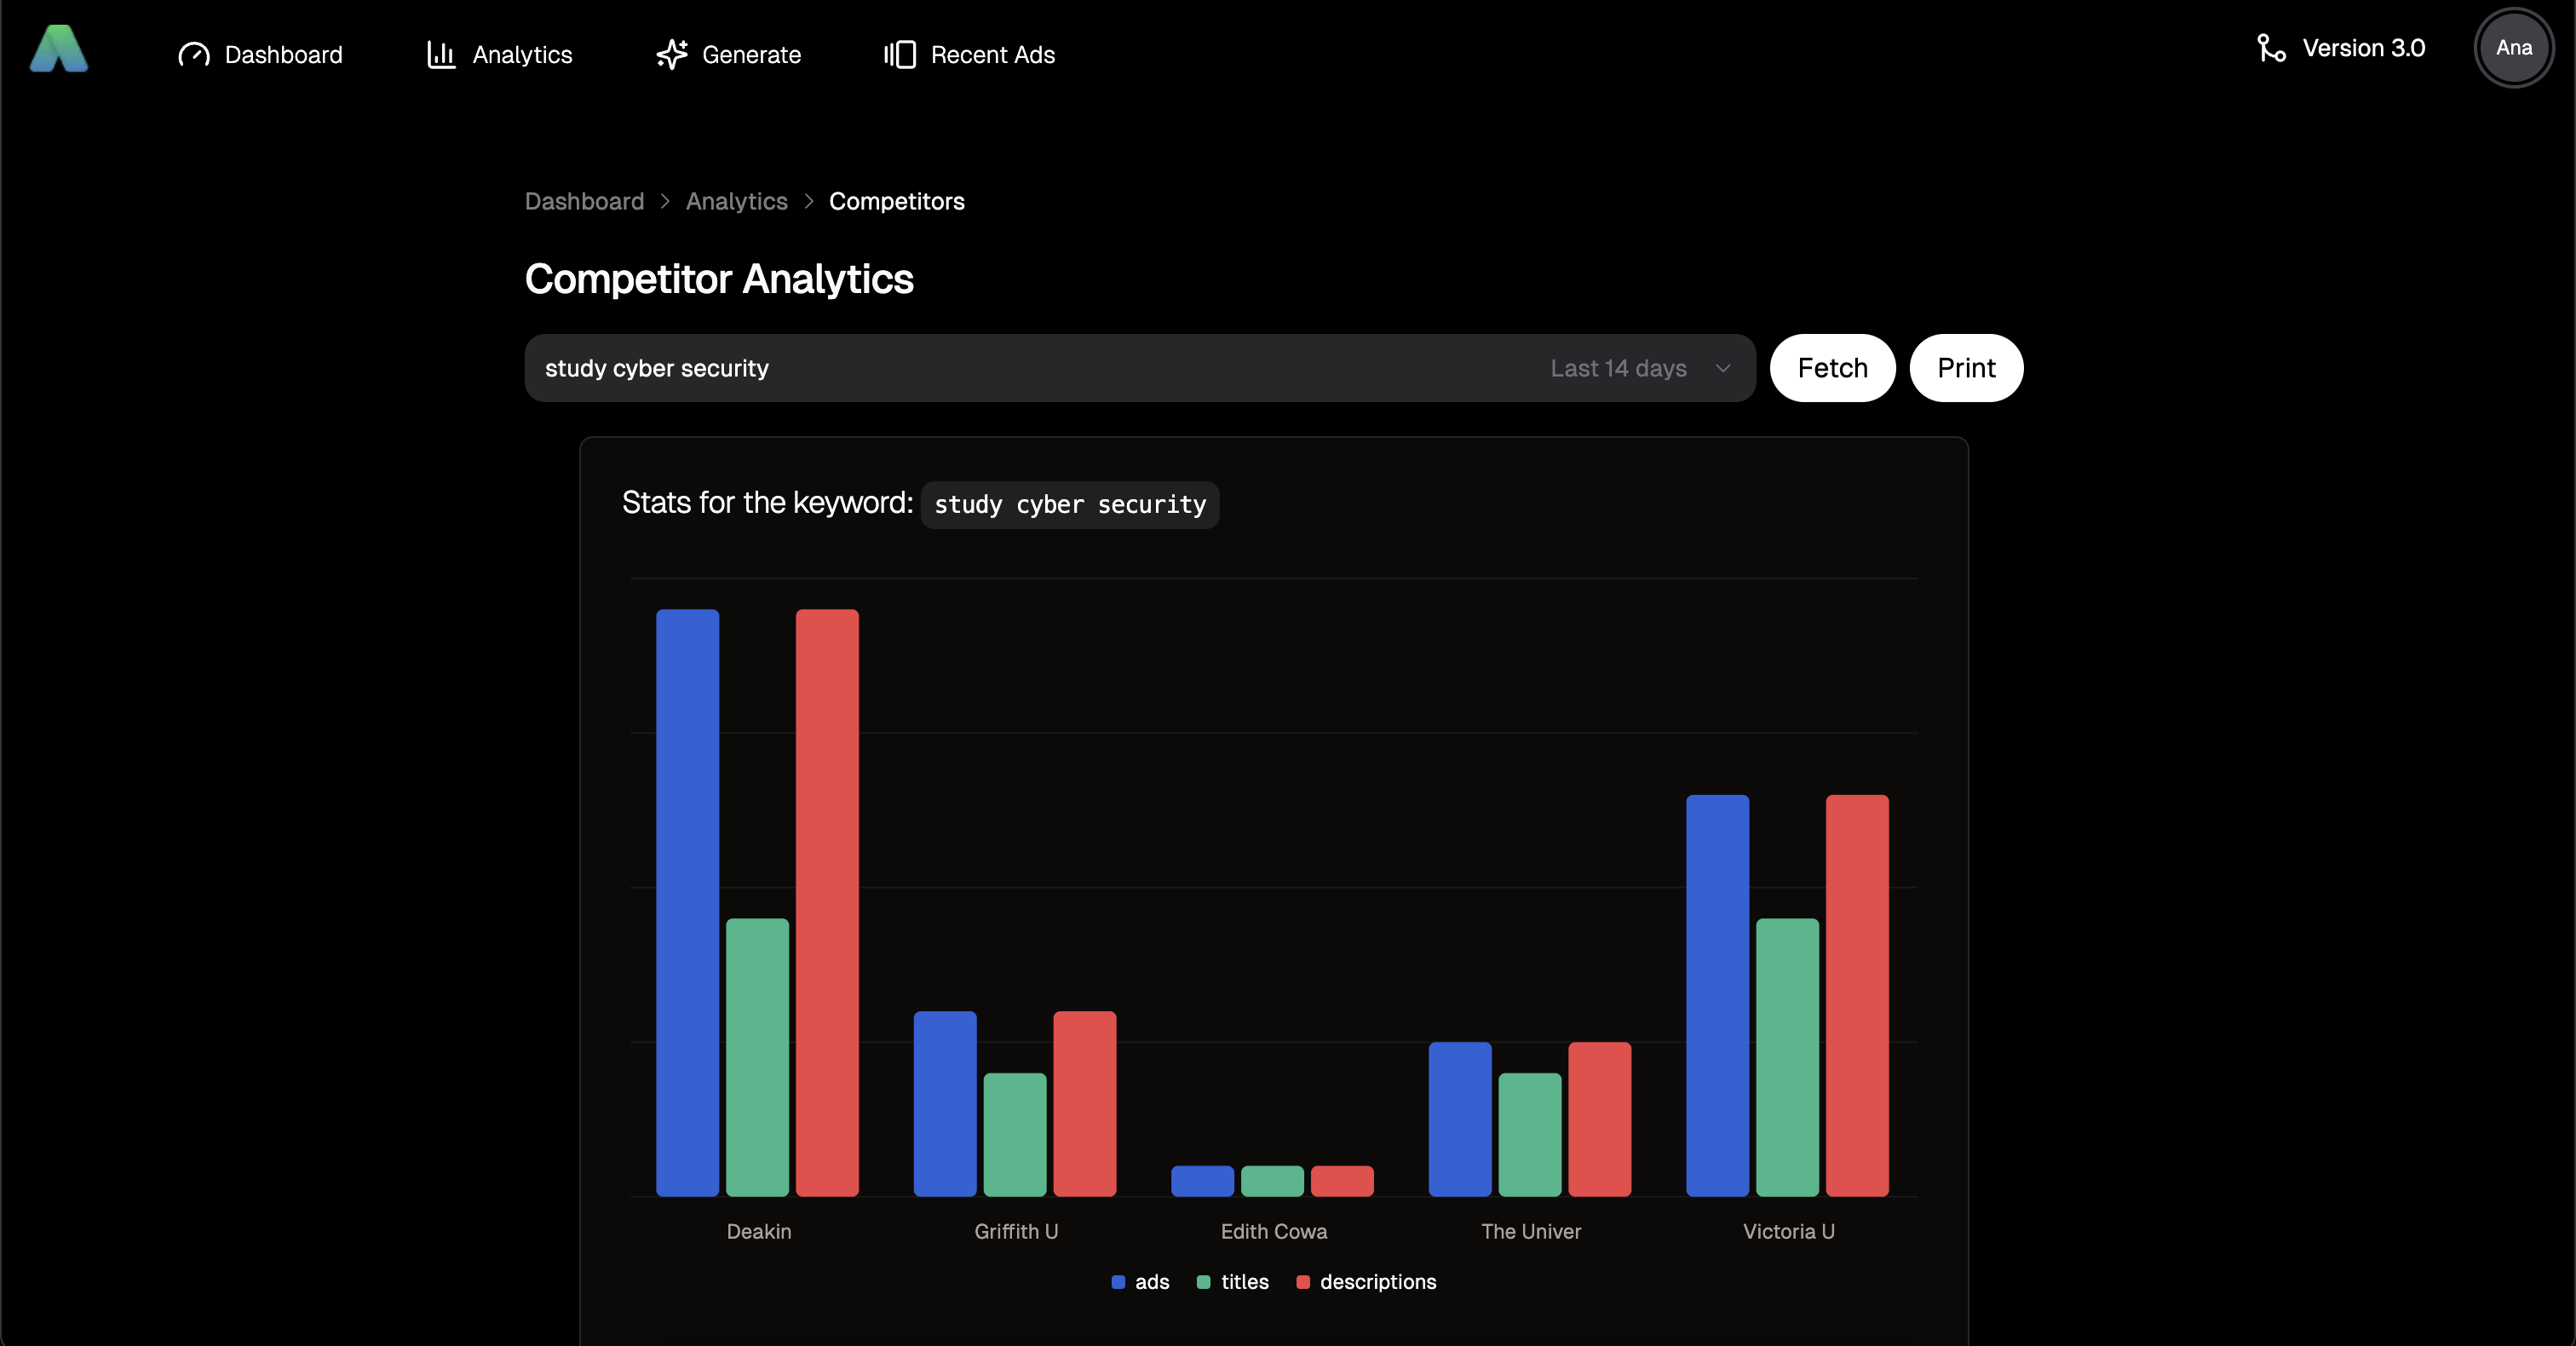 Dashboard
Analytics
Generate
Recent Ads
Version 3.0
Ana
Dashboard > Analytics > Competitors
Competitor Analytics
study cyber security
Last 14 days
Fetch
Print
Stats for the keyword: study cyber security
Deakin
Griffith U
Edith Cowa
The Univer
Victoria U
ads
titles
descriptions